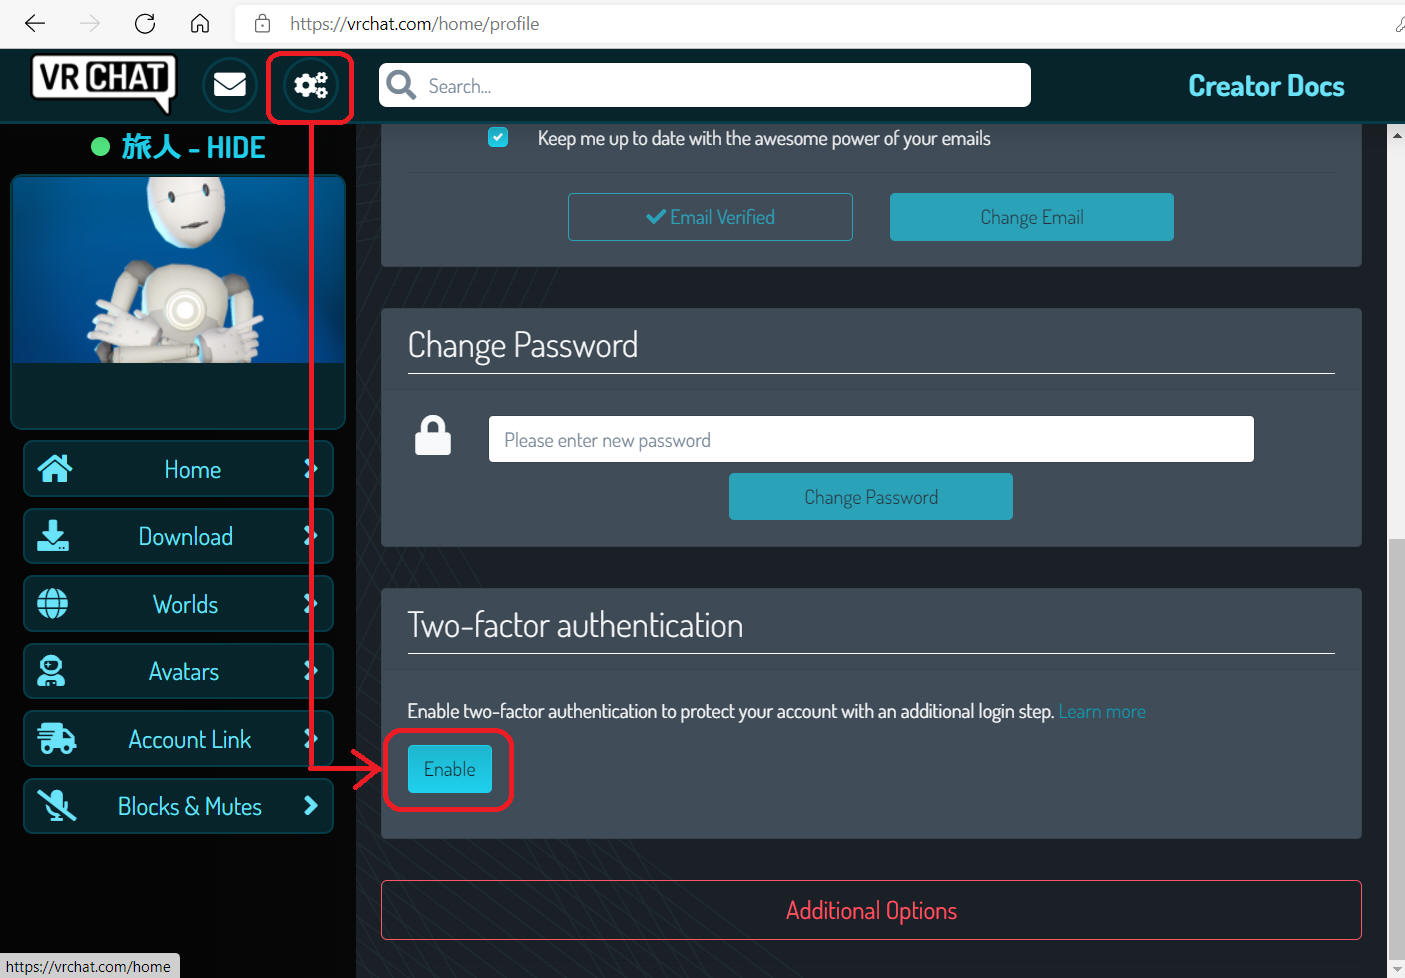 https://vrchat.com/home/profile
VRCHAT
Search...
Creator Docs
旅人 - HIDE
Home
Download
Worlds
Avatars
Account Link
Blocks & Mutes
Keep me up to date with the awesome power of your emails
Email Verified
Change Email
Change Password
Please enter new password
Change Password
Two-factor authentication
Enable two-factor authentication to protect your account with an additional login step. Learn more
Enable
Additional Options
https://vrchat.com/home